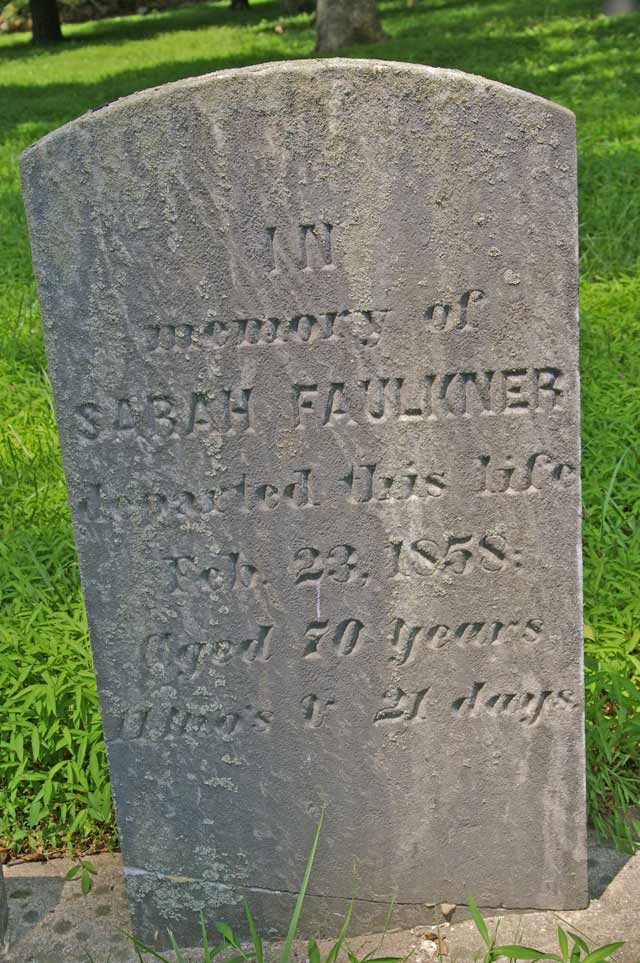 IN
memory of
SARAH FAULKNER
departed this life
Feb. 23, 1858:
Aged 70 years
11 mo's & 21 days.